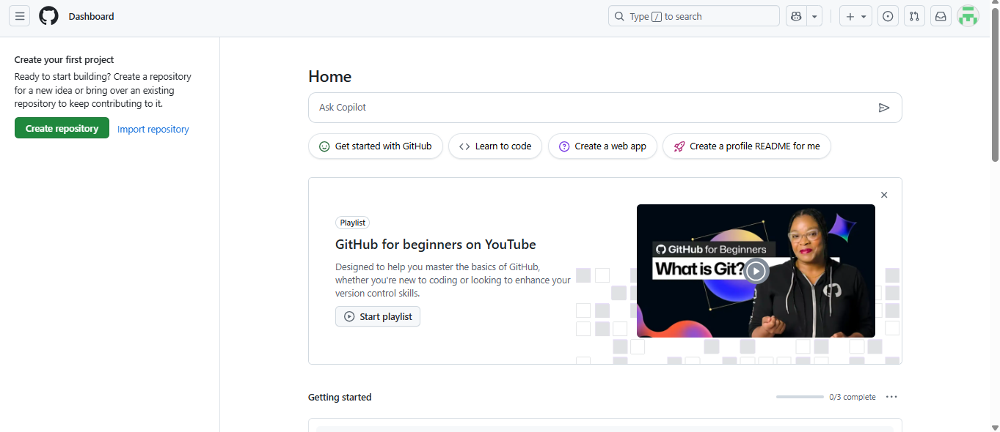 Dashboard
Type / to search
Create your first project
Ready to start building? Create a repository
for a new idea or bring over an existing
repository to keep contributing to it.
Create repository
Import repository
Home
Ask Copilot
Get started with GitHub
Learn to code
Create a web app
Create a profile README for me
Playlist
GitHub for beginners on YouTube
Designed to help you master the basics of GitHub,
whether you're new to coding or looking to enhance your
version control skills.
Start playlist
GitHub for Beginners
What is Git?
Getting started
0/3 complete